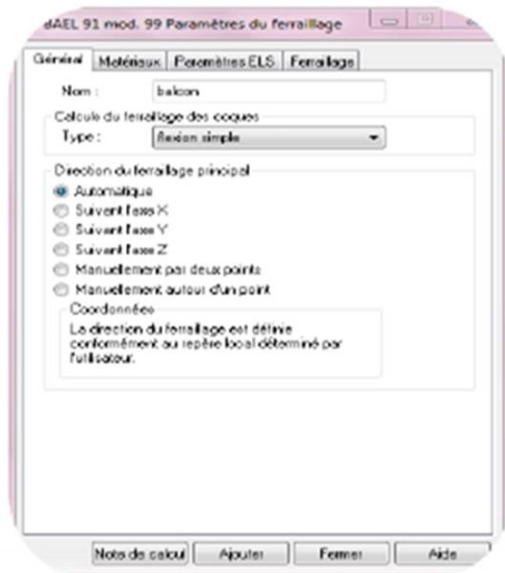 BAEL 91 mod. 99 Paramètres du ferraillage
Général Matériaux Paramètres ELS Ferraillage
Nom : balcon
Calculs du ferraillage des coques
Type : flexion simple
Direction du ferraillage principal
Automatique
Suivant l'axe X
Suivant l'axe Y
Suivant l'axe Z
Manuellement par deux points
Manuellement autour d'un point
Coordonnées
La direction du ferraillage est définie
conformément au repère local déterminé par
l'utilisateur.
Note de calcul Ajouter Fermer Aide